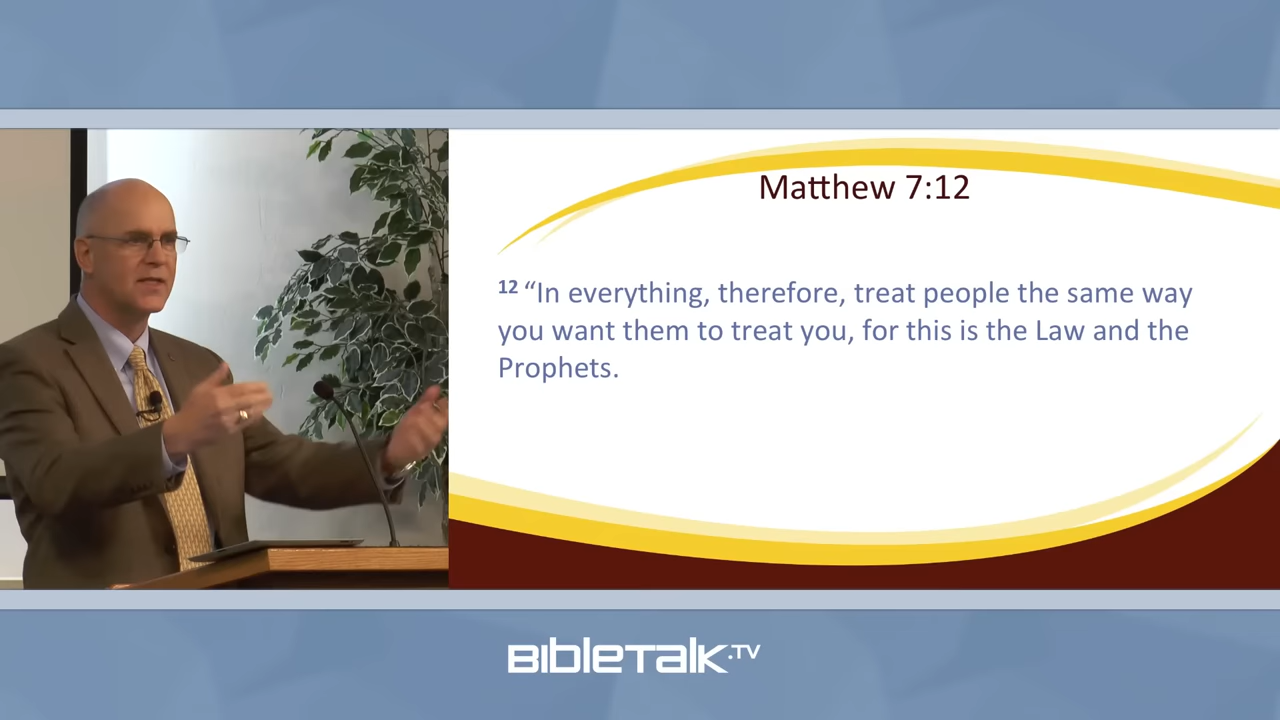 Matthew 7:12
12 “In everything, therefore, treat people the same way
you want them to treat you, for this is the Law and the
Prophets.
BIBLETALK.TV